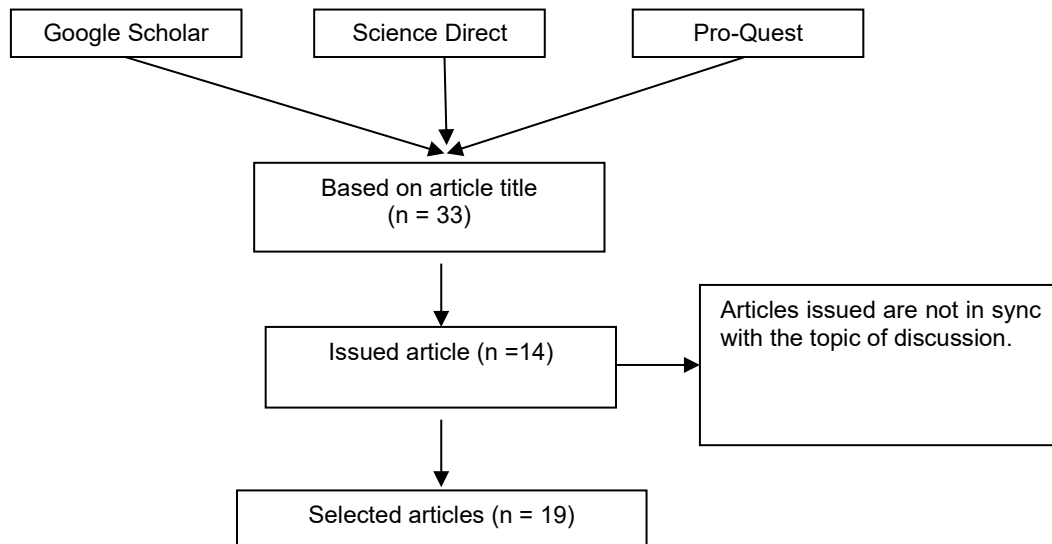 Google Scholar
Science Direct
Pro-Quest
Based on article title
(n = 33)
Articles issued are not in sync
with the topic of discussion.
Issued article (n =14)
Selected articles (n = 19)